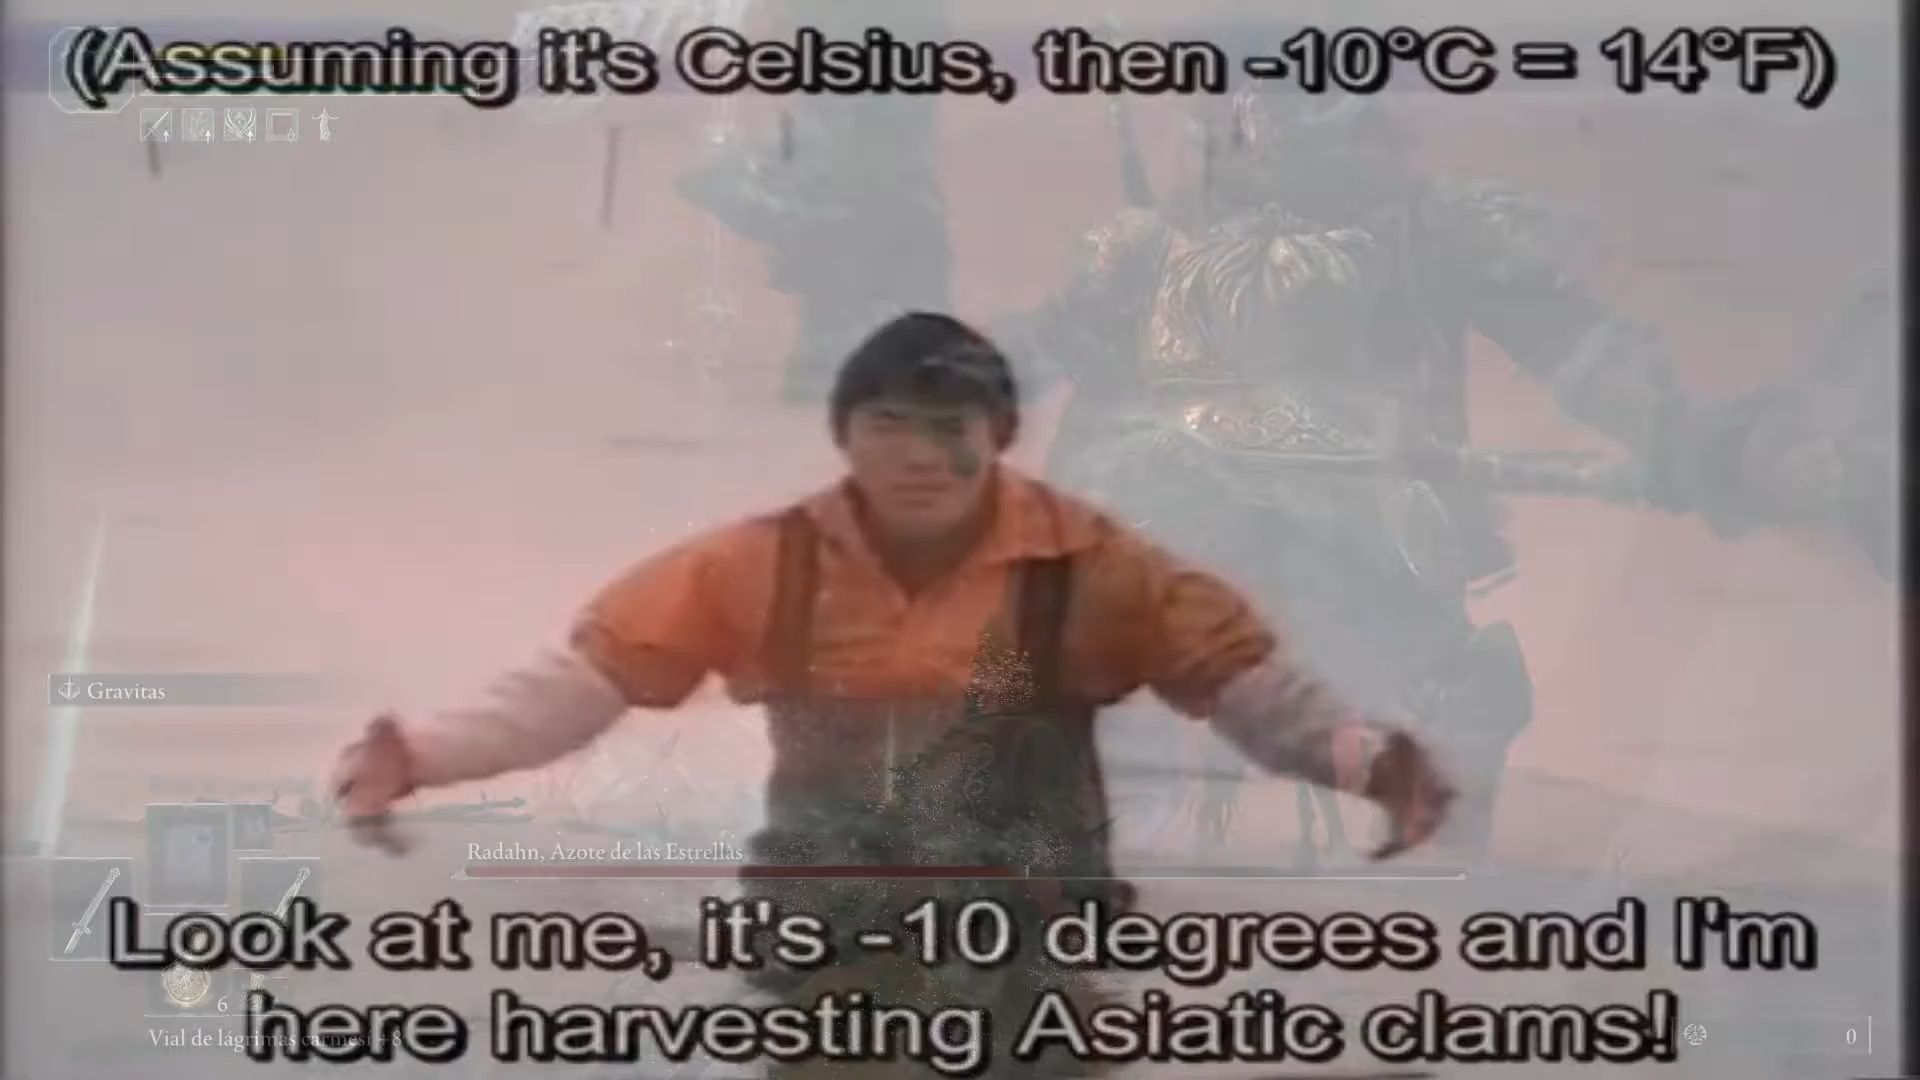 (Assuming it's Celsius, then -10°C = 14°F)
Gravitas
Radahn, Azote de las Estrellas
Look at me, it's -10 degrees and I'm
here harvesting Asiatic clams!
6
Vial de lágrimas carmesí +8
0